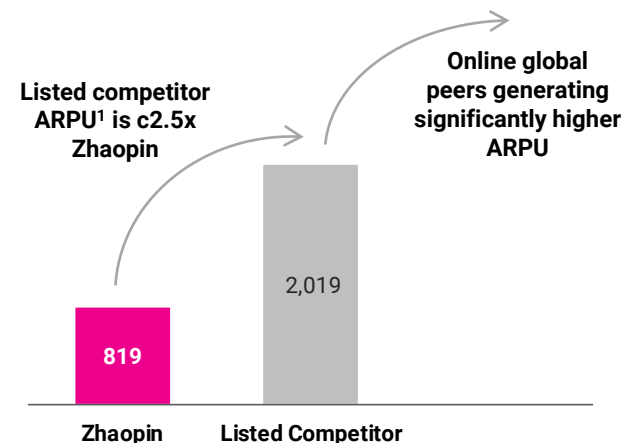 Listed competitor
ARPU¹ is c2.5x
Zhaopin
Online global
peers generating
significantly higher
ARPU
2,019
819
Zhaopin
Listed Competitor